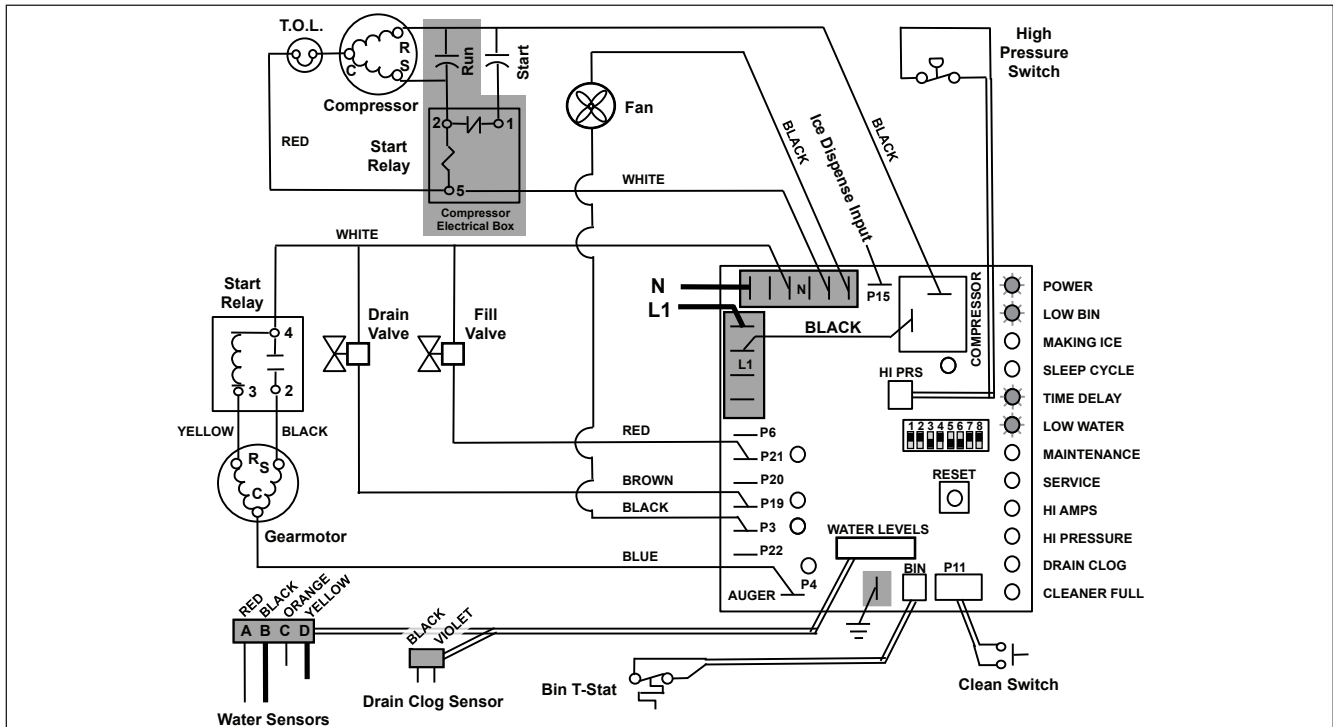 T.O.L.
R
S
C
Compressor
RED
Run
Start
2
1
5
Start
Relay
Compressor
Electrical Box
Fan
WHITE
BLACK
Ice Dispense Input
BLACK
High
Pressure
Switch
WHITE
Start
Relay
4
3
2
YELLOW
BLACK
R
S
C
Gearmotor
Drain
Valve
Fill
Valve
N
L1
N
P15
BLACK
L1
COMPRESSOR
HI PRS
1 2 3 4 5 6 7 8
RESET
POWER
LOW BIN
MAKING ICE
SLEEP CYCLE
TIME DELAY
LOW WATER
MAINTENANCE
SERVICE
HI AMPS
HI PRESSURE
DRAIN CLOG
CLEANER FULL
P6
RED
P21
P20
BROWN
P19
BLACK
P3
P22
BLUE
P4
AUGER
WATER LEVELS
BIN
P11
RED
BLACK
ORANGE
YELLOW
A B C D
Water Sensors
BLACK
VIOLET
Drain Clog Sensor
Bin T-Stat
Clean Switch